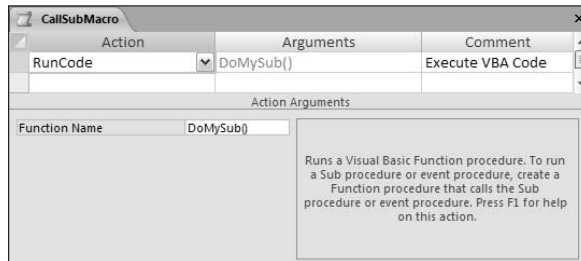 CallSubMacro
Action Arguments Comment
RunCode DoMySub() Execute VBA Code
Action Arguments
Function Name DoMySub()
Runs a Visual Basic Function procedure. To run
a Sub procedure or event procedure, create a
Function procedure that calls the Sub
procedure or event procedure. Press F1 for help
on this action.